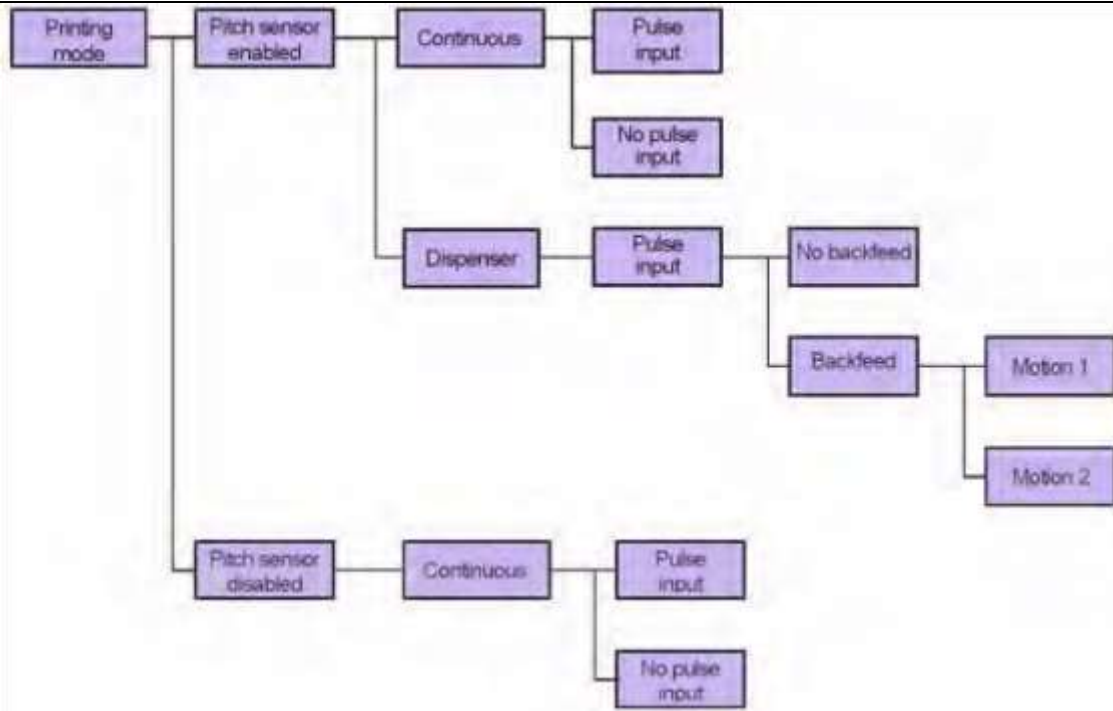 Printing
mode
Pitch sensor
enabled
Continuous
Pulse
input
No pulse
input
Dispenser
Pulse
input
No backfeed
Backfeed
Motion 1
Motion 2
Pitch sensor
disabled
Continuous
Pulse
input
No pulse
input